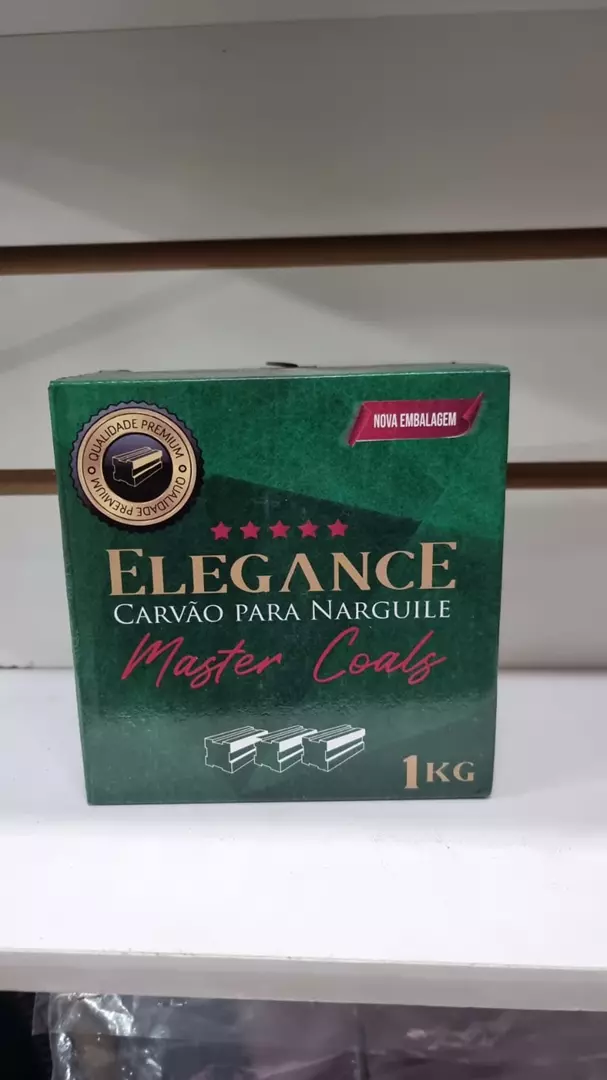 QUALIDADE PREMIUM
QUALIDADE PREMIUM
NOVA EMBALAGEM
ELEGANCE
CARVÃO PARA NARGUILE
Master Coals
1KG